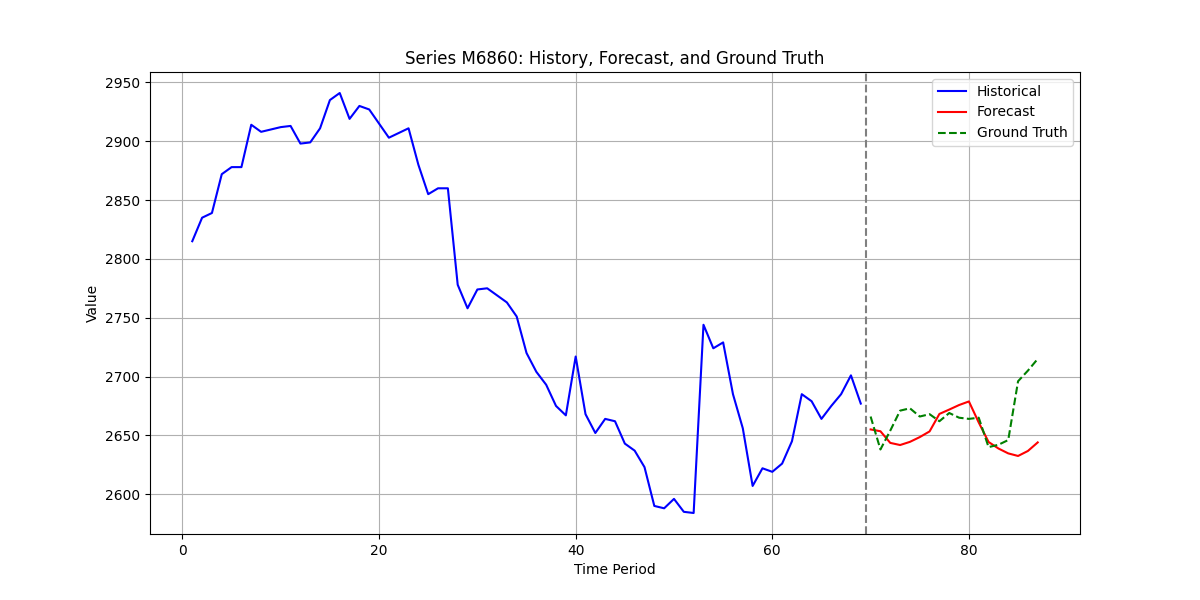 Series M6860: History, Forecast, and Ground Truth
2950
2900
2850
2800
2750
2700
2650
2600
Value
0 20 40 60 80
Time Period
Historical
Forecast
Ground Truth